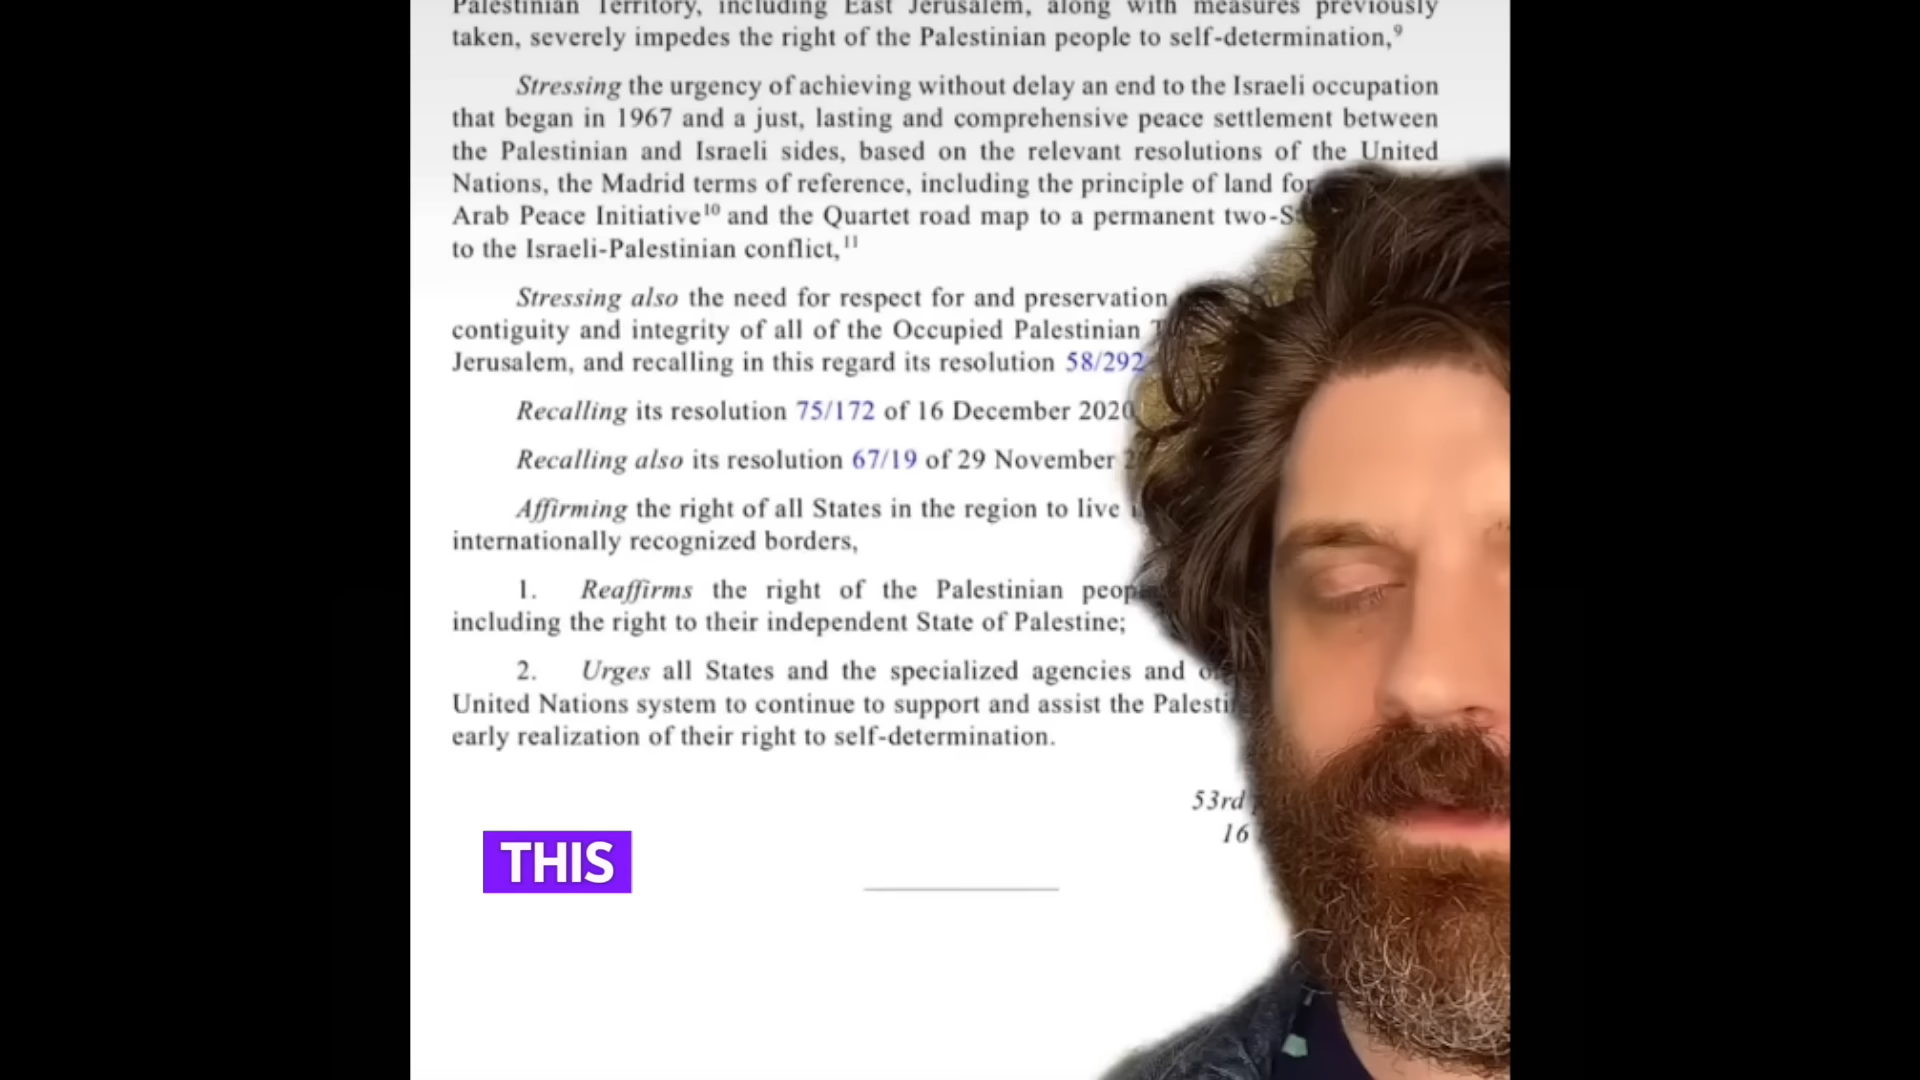 Palestinian Territory, including East Jerusalem, along with measures previously
taken, severely impedes the right of the Palestinian people to self-determination,9
Stressing the urgency of achieving without delay an end to the Israeli occupation
that began in 1967 and a just, lasting and comprehensive peace settlement between
the Palestinian and Israeli sides, based on the relevant resolutions of the United
Nations, the Madrid terms of reference, including the principle of land for
Arab Peace Initiative10 and the Quartet road map to a permanent two-S
to the Israeli-Palestinian conflict,11
Stressing also the need for respect for and preservation
contiguity and integrity of all of the Occupied Palestinian
Jerusalem, and recalling in this regard its resolution 58/292
Recalling its resolution 75/172 of 16 December 2020
Recalling also its resolution 67/19 of 29 November
Affirming the right of all States in the region to live
internationally recognized borders,
1. Reaffirms the right of the Palestinian peop
including the right to their independent State of Palestine;
2. Urges all States and the specialized agencies and
United Nations system to continue to support and assist the Palesti
early realization of their right to self-determination.
53rd
16
THIS